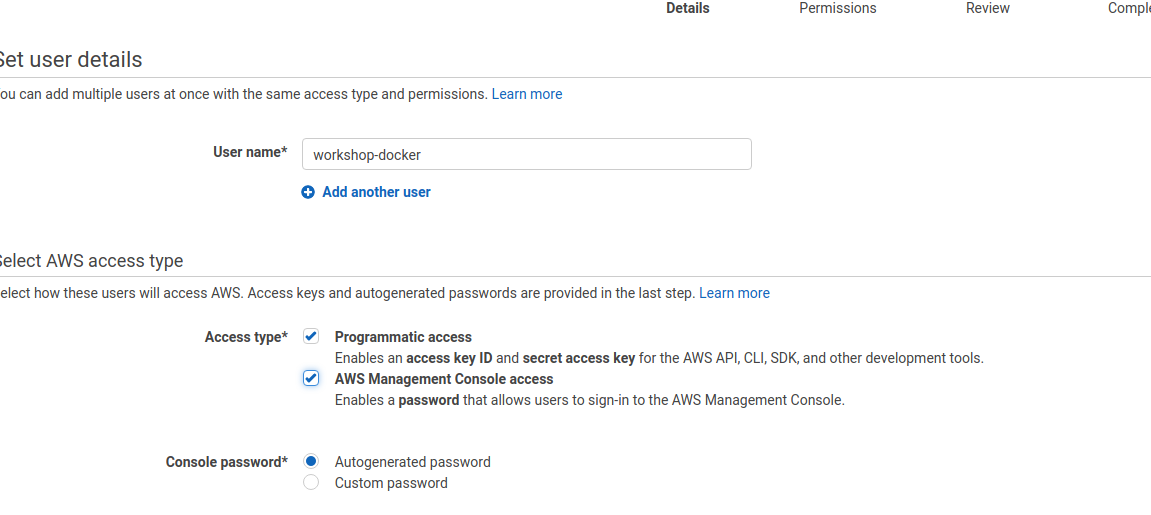 Details Permissions Review Comple
Set user details
ou can add multiple users at once with the same access type and permissions. Learn more
User name* workshop-docker
Add another user
Select AWS access type
elect how these users will access AWS. Access keys and autogenerated passwords are provided in the last step. Learn more
Access type* Programmatic access
Enables an access key ID and secret access key for the AWS API, CLI, SDK, and other development tools.
AWS Management Console access
Enables a password that allows users to sign-in to the AWS Management Console.
Console password* Autogenerated password
Custom password